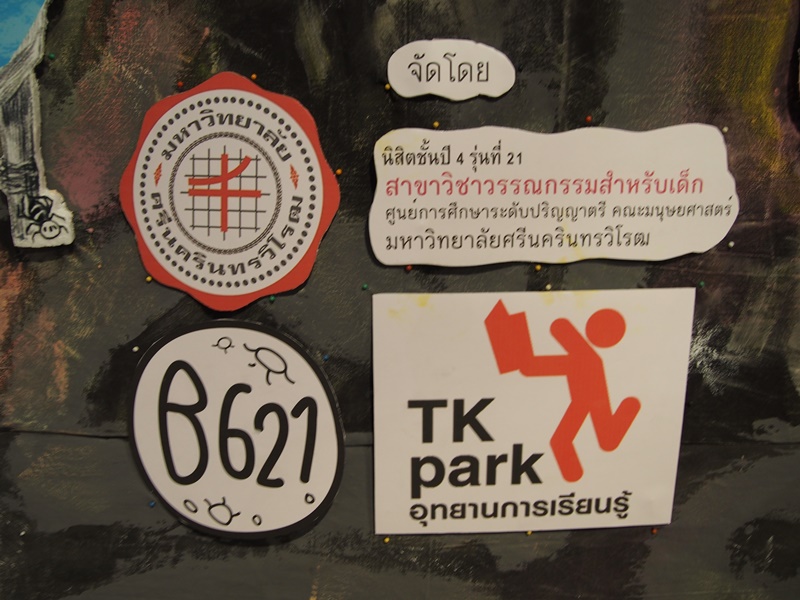 จัดโดย
มหาวิทยาลัย
ศรีนครินทรวิโรฒ
นิสิตชั้นปี 4 รุ่นที่ 21
สาขาวิชาวรรณกรรมสำหรับเด็ก
ศูนย์การศึกษาระดับปริญญาตรี คณะมนุษยศาสตร์
มหาวิทยาลัยศรีนครินทรวิโรฒ
B621
TK
park
อุทยานการเรียนรู้